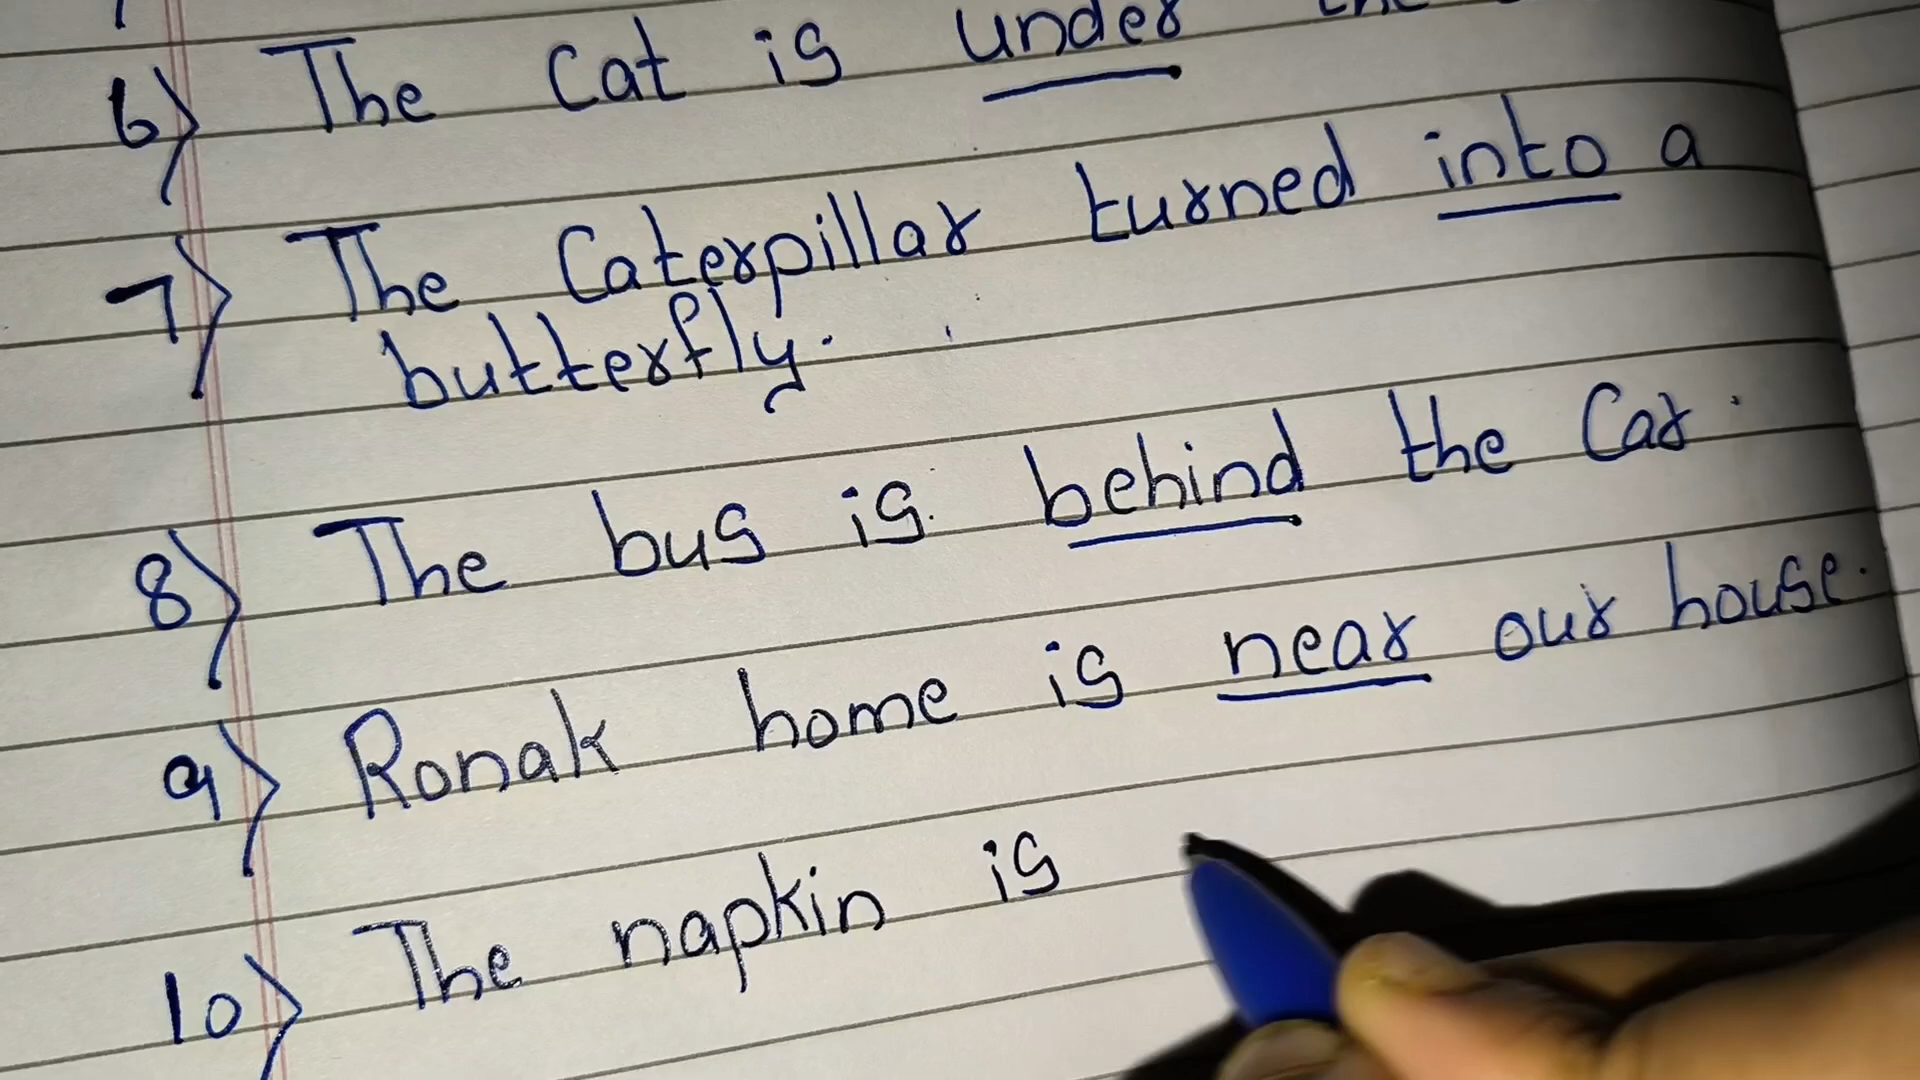 6) The Cat is under the
7) The Caterpillar turned into a
butterfly.
8) The bus is behind the Car.
9) Ronak home is near our house.
10) The napkin is